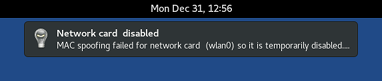 Mon Dec 31, 12:56
Network card  disabled
MAC spoofing failed for network card  (wlan0) so it is temporarily disabled....